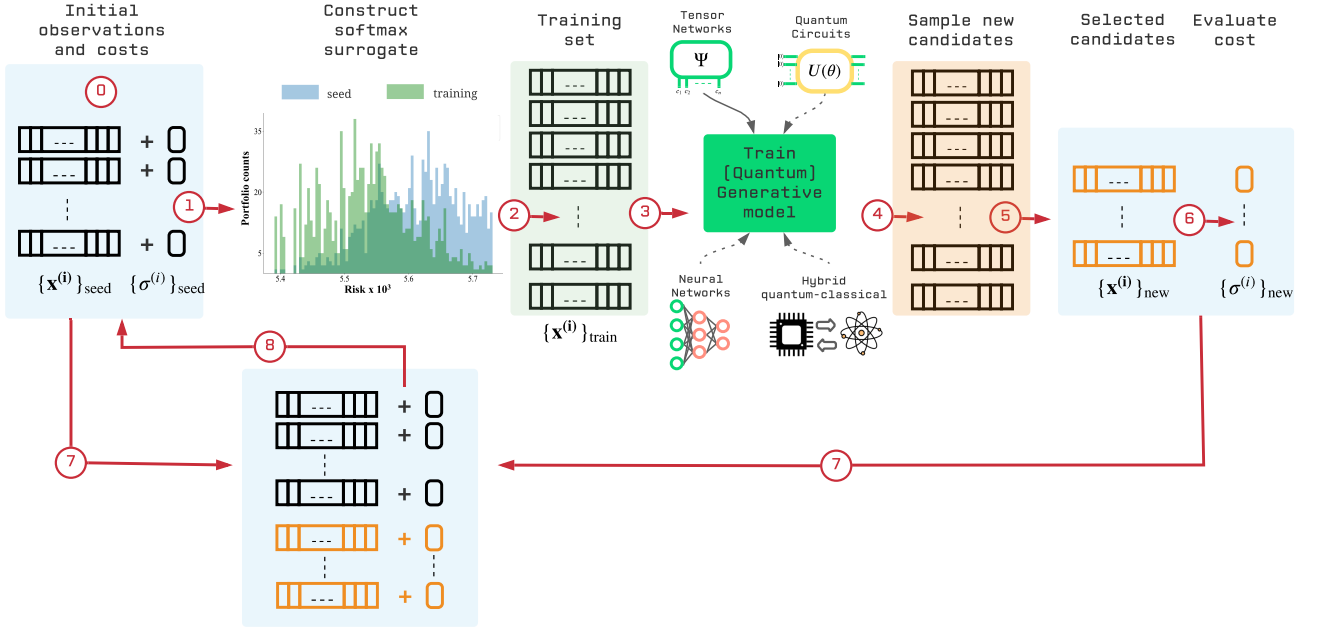 Initial
observations
and costs
Construct
softmax
surrogate
Training
set
Tensor
Networks
Quantum
Circuits
Sample new
candidates
Selected
candidates
Evaluate
cost
0
--- +
--- +
--- +
{x(i)}seed {σ(i)}seed
1
seed training
Portfolio counts
35
20
5
5.4 5.5 5.6 5.7
Risk x 10³
2
---
---
---
---
---
---
{x(i)}train
3
Ψ
U(θ)
Train
[Quantum]
Generative
model
Neural
Networks
Hybrid
quantum-classical
4
---
---
---
---
---
---
5
---
---
{x(i)}new
6
{σ(i)}new
8
7
7
--- +
--- +
--- +
--- +
--- +